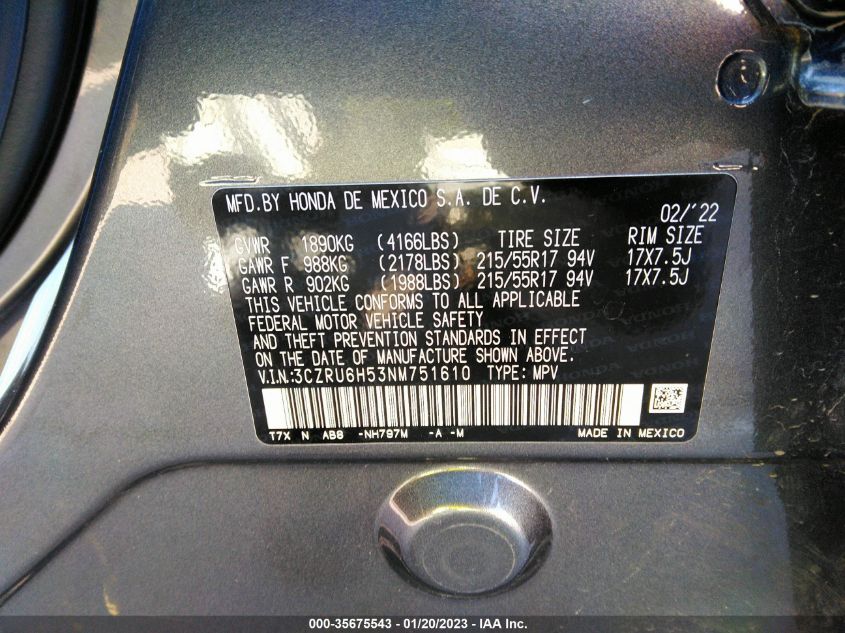 MFD.BY HONDA DE MEXICO S.A. DE C.V.
02/'22
GVWR 1890KG (4166LBS) TIRE SIZE RIM SIZE
GAWR F 988KG (2178LBS) 215/55R17 94V 17X7.5J
GAWR R 902KG (1988LBS) 215/55R17 94V 17X7.5J
THIS VEHICLE CONFORMS TO ALL APPLICABLE
FEDERAL MOTOR VEHICLE SAFETY
AND THEFT PREVENTION STANDARDS IN EFFECT
ON THE DATE OF MANUFACTURE SHOWN ABOVE.
V.I.N:3CZRU6H53NM751610 TYPE: MPV
T7X N AB8 -NH797M -A -M MADE IN MEXICO
000-35675543 - 01/20/2023 - IAA Inc.